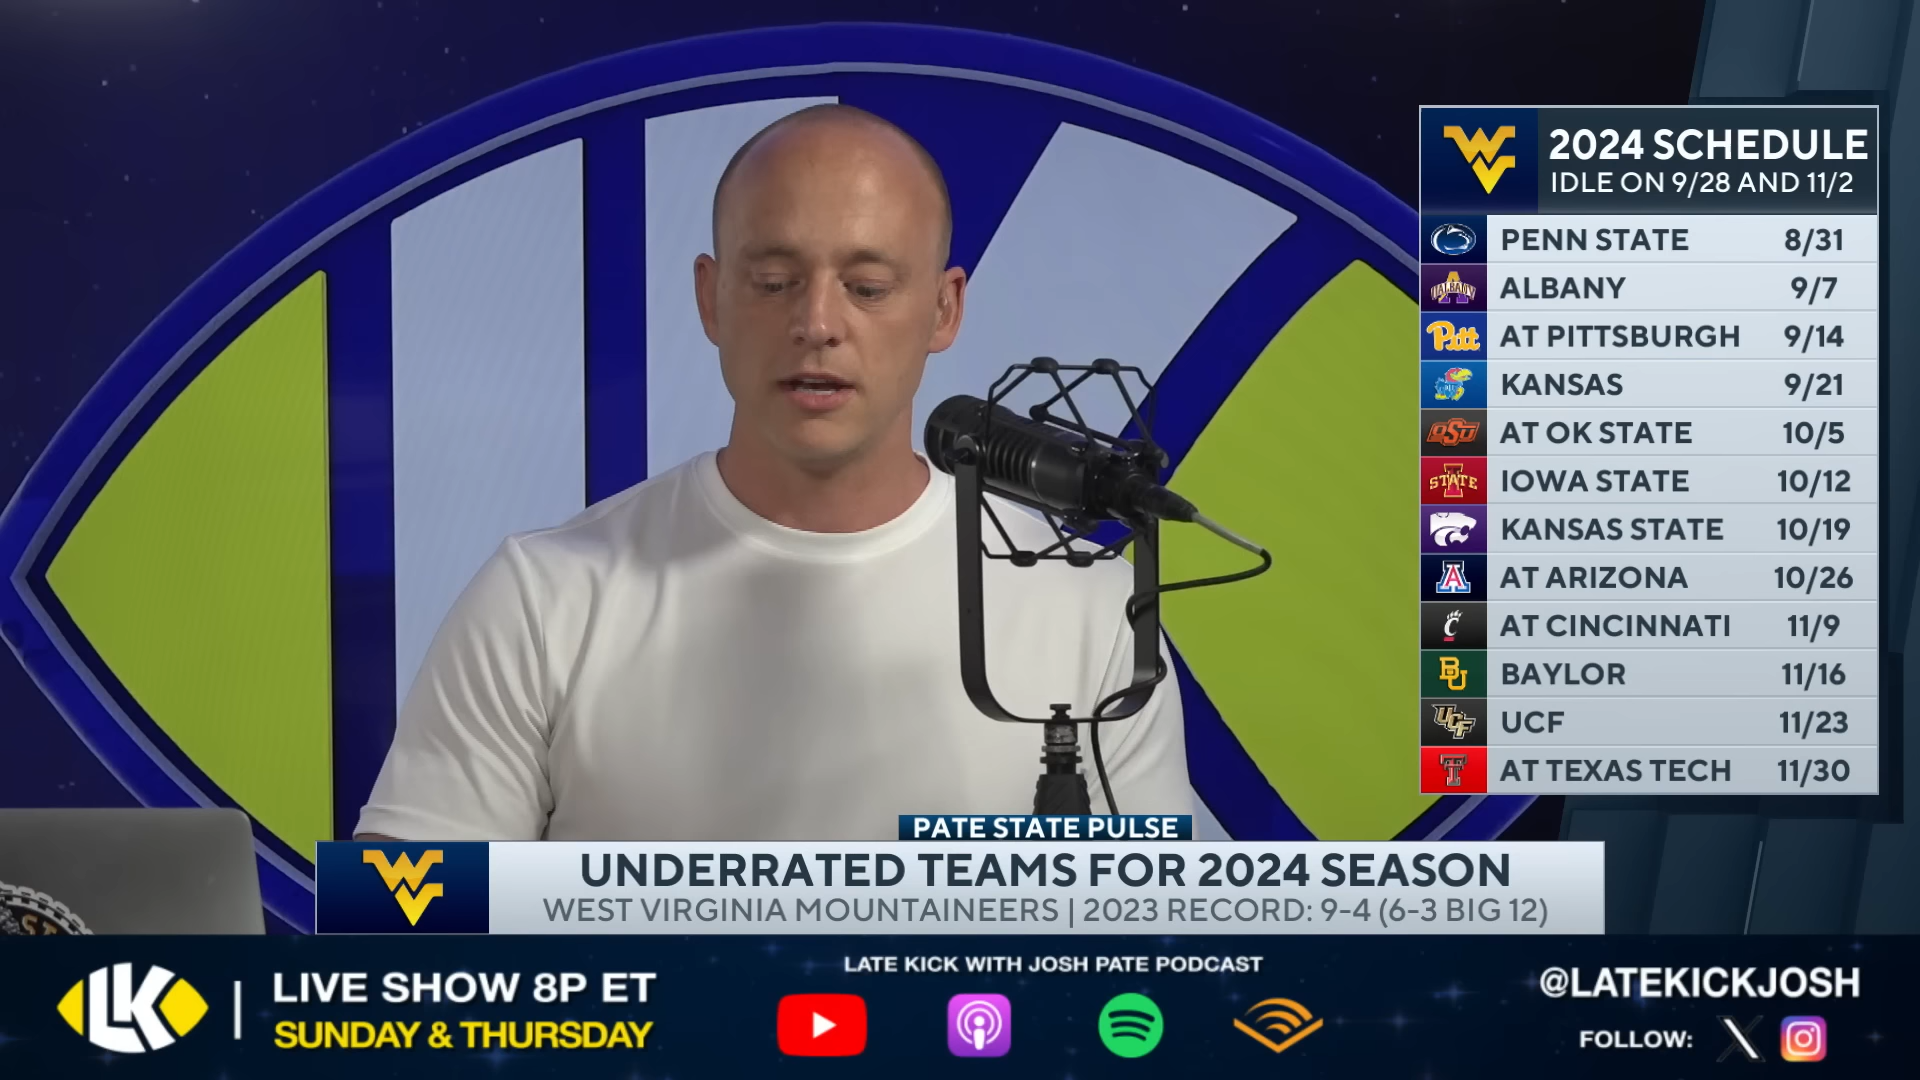 2024 SCHEDULE
IDLE ON 9/28 AND 11/2
PENN STATE 8/31
ALBANY 9/7
Pitt AT PITTSBURGH 9/14
KANSAS 9/21
OSU AT OK STATE 10/5
STATE IOWA STATE 10/12
KANSAS STATE 10/19
A AT ARIZONA 10/26
C AT CINCINNATI 11/9
BU BAYLOR 11/16
UCF UCF 11/23
T AT TEXAS TECH 11/30
PATE STATE PULSE
WV UNDERRATED TEAMS FOR 2024 SEASON
WEST VIRGINIA MOUNTAINEERS | 2023 RECORD: 9-4 (6-3 BIG 12)
LK
LIVE SHOW 8P ET
SUNDAY & THURSDAY
LATE KICK WITH JOSH PATE PODCAST
@LATEKICKJOSH
FOLLOW: